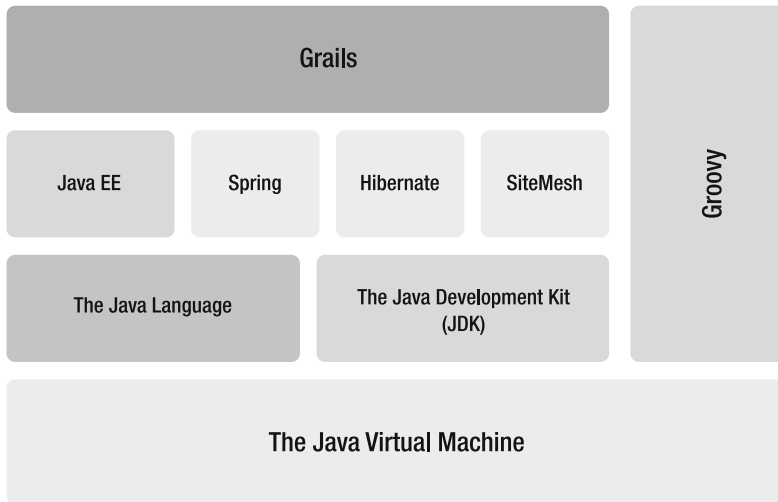 Grails
Java EE
Spring
Hibernate
SiteMesh
Groovy
The Java Language
The Java Development Kit
(JDK)
The Java Virtual Machine